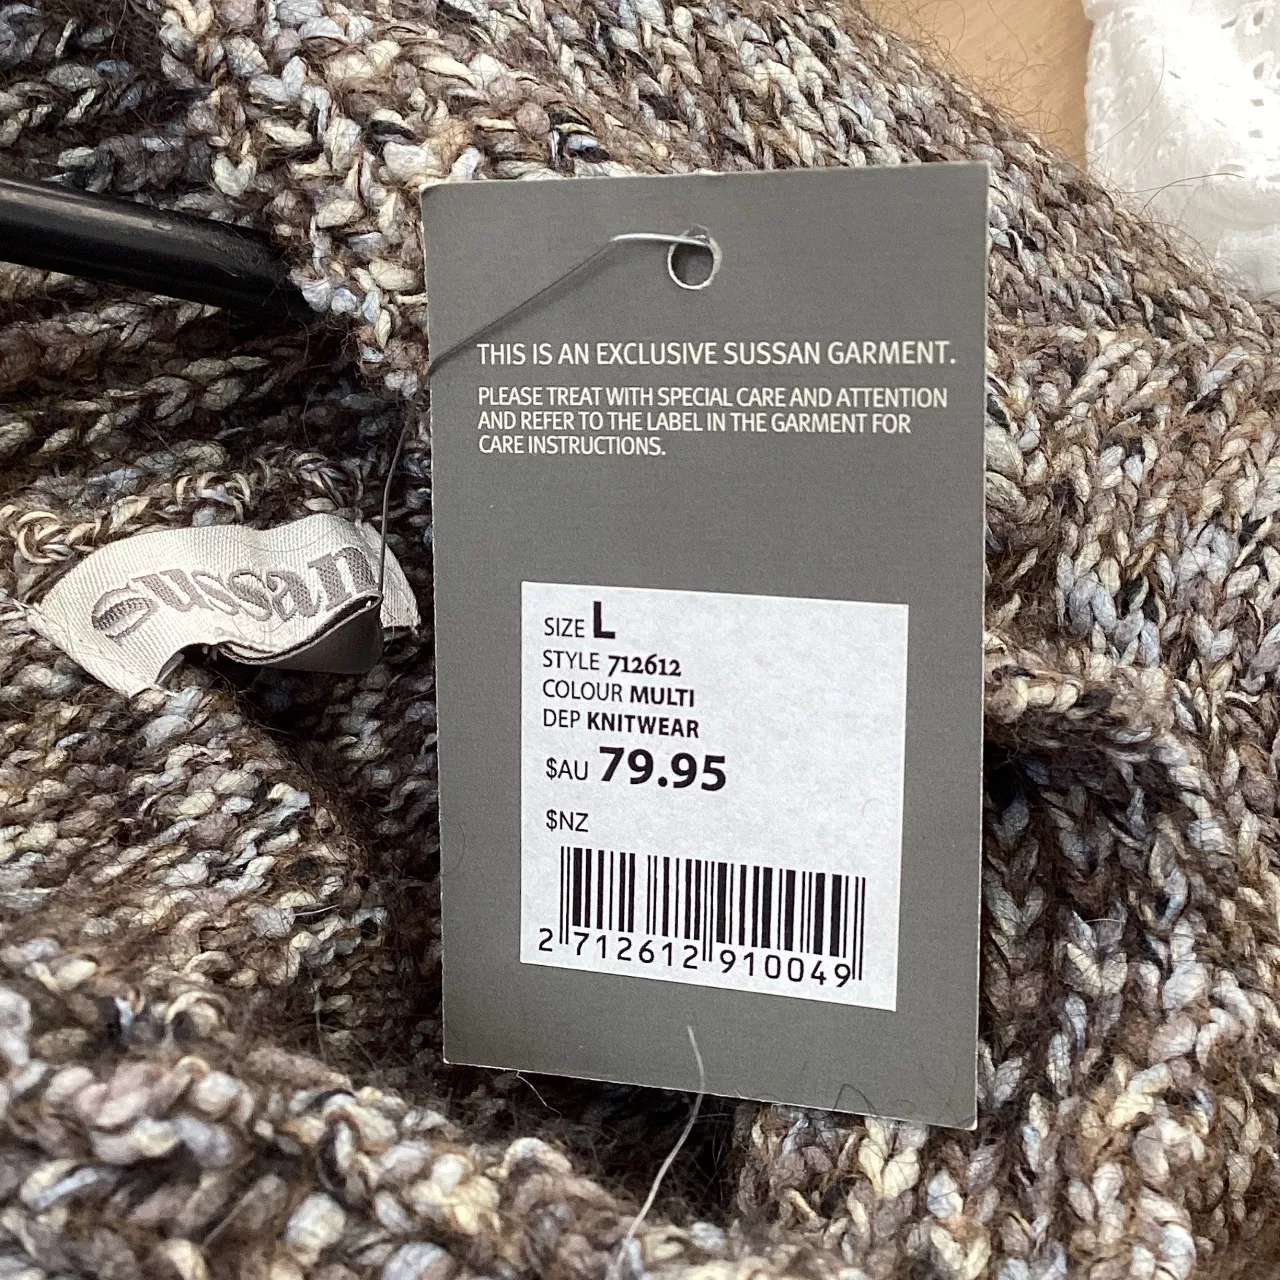 THIS IS AN EXCLUSIVE SUSSAN GARMENT.
PLEASE TREAT WITH SPECIAL CARE AND ATTENTION
AND REFER TO THE LABEL IN THE GARMENT FOR
CARE INSTRUCTIONS.
sussan
SIZE L
STYLE 712612
COLOUR MULTI
DEP KNITWEAR
$AU 79.95
$NZ
2 712612 910049